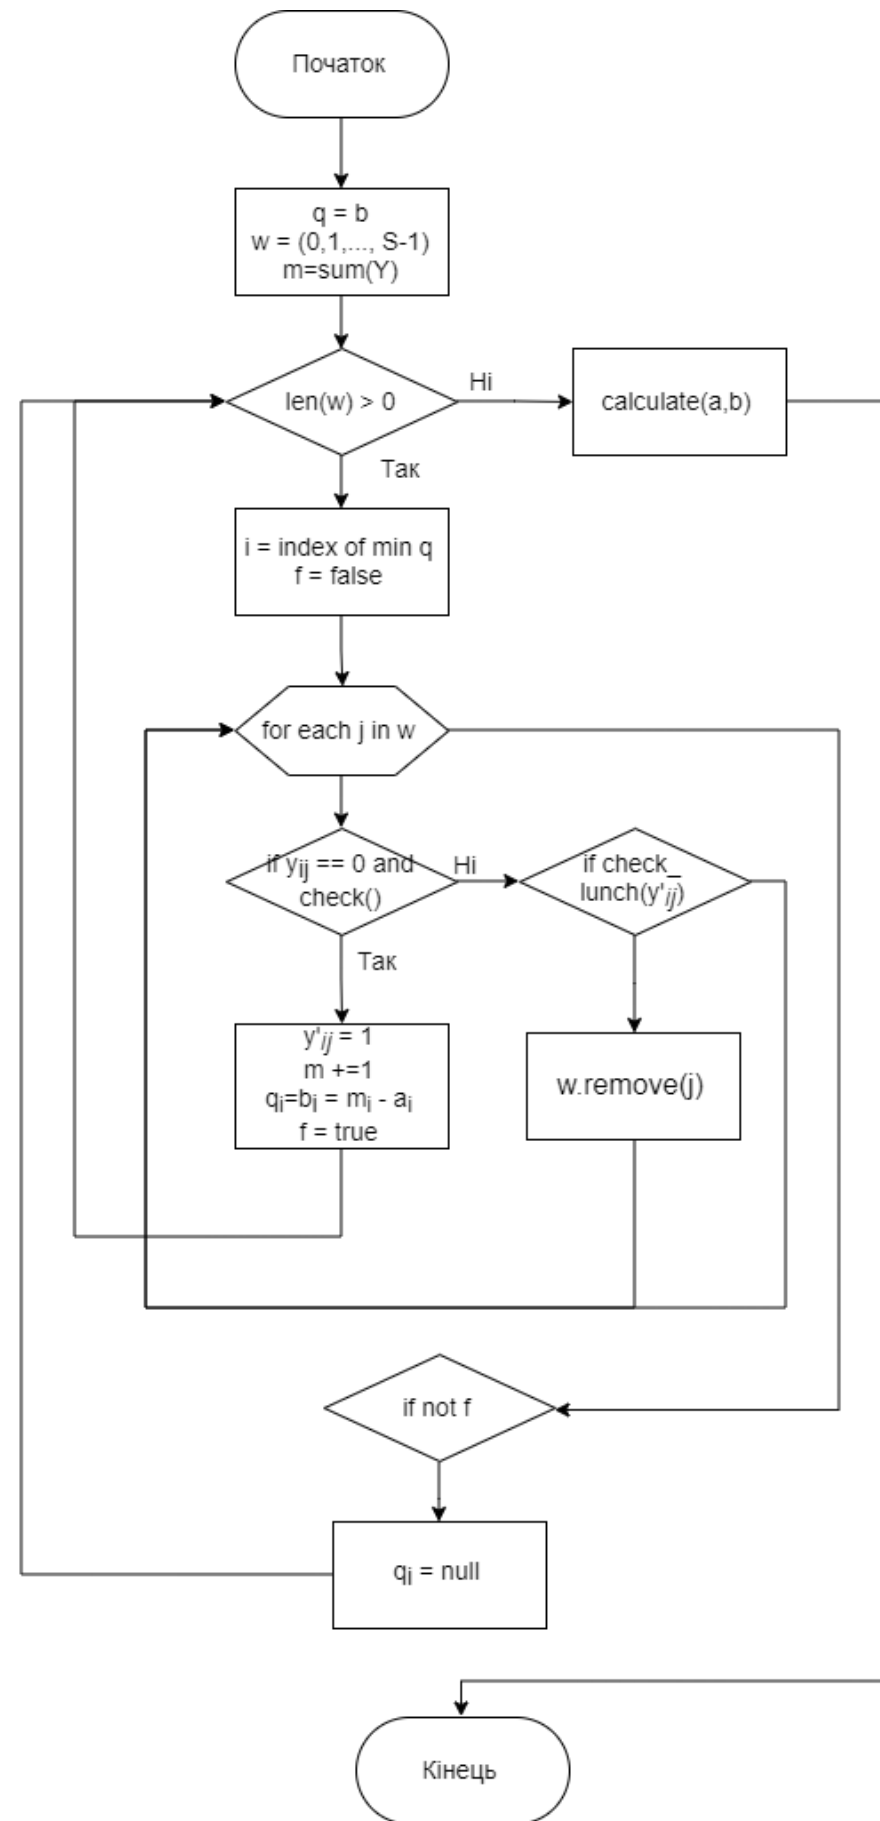 Початок
q = b
w = (0,1,..., S-1)
m=sum(Y)
len(w) > 0
Ні
calculate(a,b)
Так
i = index of min q
f = false
for each j in w
if yij == 0 and
check()
Ні
if check_
lunch(y'ij)
Так
y'ij = 1
m +=1
qi=bi = mi - ai
f = true
w.remove(j)
if not f
qi = null
Кінець